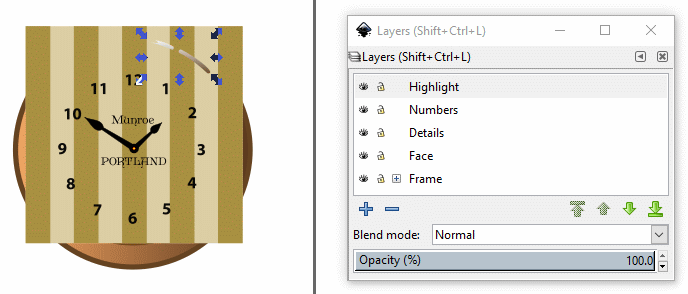 12
11
1
10
2
Munroe
9
3
PORTLAND
8
4
7
5
6
Layers (Shift+Ctrl+L)
Layers (Shift+Ctrl+L)
Highlight
Numbers
Details
Face
Frame
Blend mode: Normal
Opacity (%) 100.0